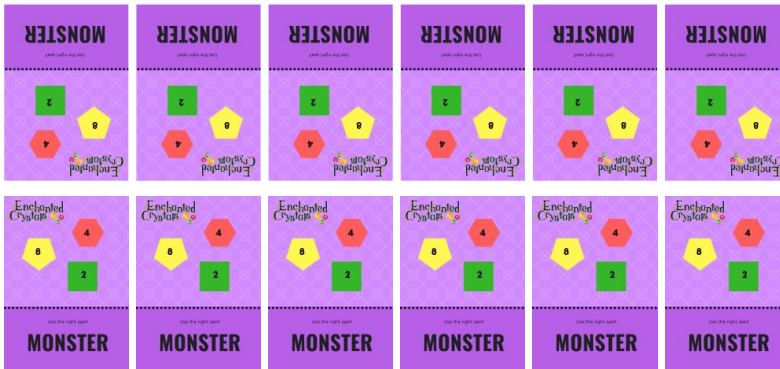 MONSTER
Use the right spell
2
8
4
Enchanted
Crystals
MONSTER
Use the right spell
2
8
4
Enchanted
Crystals
MONSTER
Use the right spell
2
8
4
Enchanted
Crystals
MONSTER
Use the right spell
2
8
4
Enchanted
Crystals
MONSTER
Use the right spell
2
8
4
Enchanted
Crystals
MONSTER
Use the right spell
2
8
4
Enchanted
Crystals
Enchanted
Crystals
4
8
2
Use the right spell
MONSTER
Enchanted
Crystals
4
8
2
Use the right spell
MONSTER
Enchanted
Crystals
4
8
2
Use the right spell
MONSTER
Enchanted
Crystals
4
8
2
Use the right spell
MONSTER
Enchanted
Crystals
4
8
2
Use the right spell
MONSTER
Enchanted
Crystals
4
8
2
Use the right spell
MONSTER